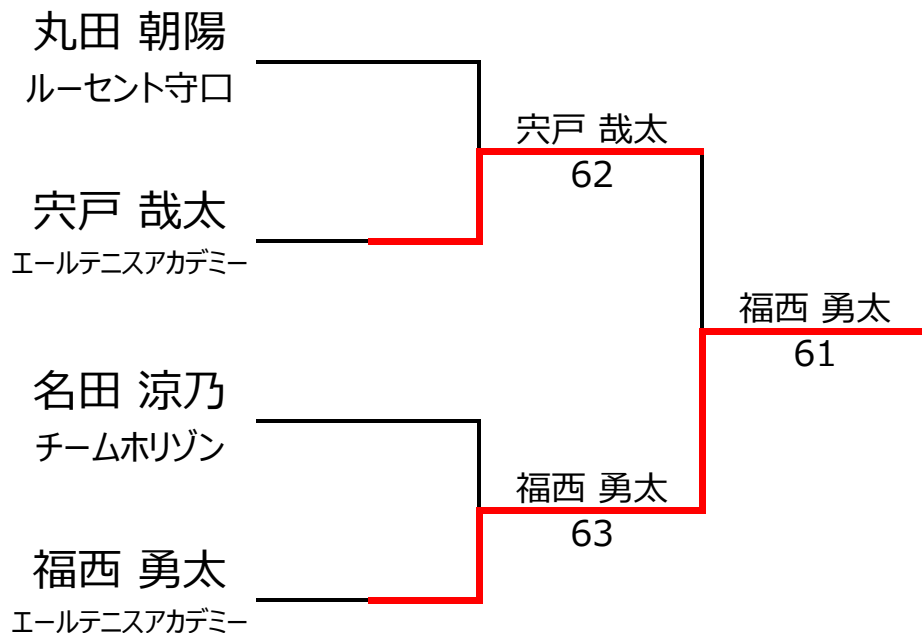 丸田 朝陽
ルーセント守口
宍戸 哉太
62
宍戸 哉太
エールテニスアカデミー
福西 勇太
61
名田 涼乃
チームホリゾン
福西 勇太
63
福西 勇太
エールテニスアカデミー